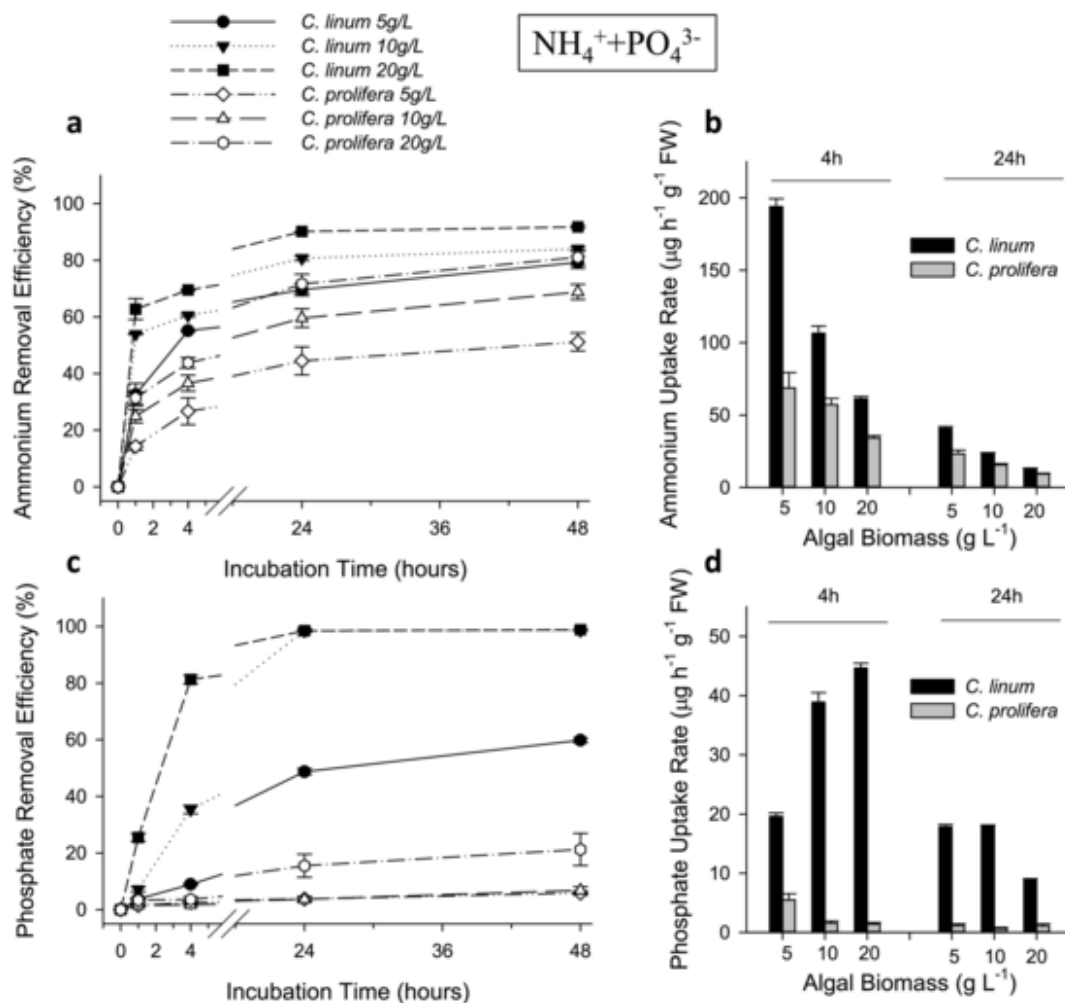 C. linum 5g/L
C. linum 10g/L
C. linum 20g/L
C. prolifera 5g/L
C. prolifera 10g/L
C. prolifera 20g/L
NH₄⁺+PO₄³⁻
a
Ammonium Removal Efficiency (%)
100
80
60
40
20
0
0 2 4 24 36 48
Incubation Time (hours)
b
4h 24h
Ammonium Uptake Rate (µg h⁻¹ g⁻¹ FW)
200
150
100
50
0
C. linum
C. prolifera
5 10 20 5 10 20
Algal Biomass (g L⁻¹)
c
Phosphate Removal Efficiency (%)
100
80
60
40
20
0
0 2 4 24 36 48
Incubation Time (hours)
d
4h 24h
Phosphate Uptake Rate (µg h⁻¹ g⁻¹ FW)
50
40
30
20
10
0
C. linum
C. prolifera
5 10 20 5 10 20
Algal Biomass (g L⁻¹)